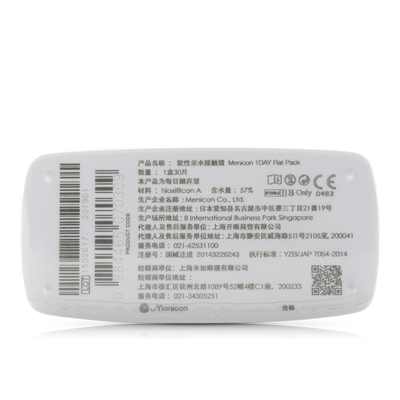 产品名称：软性亲水接触镜 Menicon 1DAY Flat Pack
数量：1盒30片
本产品为每日抛弃型
材料：hioxifilcon A 含水量：57%
生产企业：Menicon Co., Ltd.
生产企业注册地址：日本爱知县名古屋市中区葵三丁目21番19号
生产场所地址：8 International Business Park Singapore
代理人及售后服务单位：上海开眼商贸有限公司
代理人及售后服务单位地址：上海市静安区威海路511号2105室, 200041
服务电话：021-62531100
注册号：国械注进 20143226243 执行标准：YZB/JAP 7054-2014
经销商单位：上海米知眼镜有限公司
经销商单位地址：
上海市徐汇区钦州北路1089号52幢4楼C1座, 200233
服务电话：021-34305251
Menicon
合格
Rx Only
0483
PRODUCT CODE
LOT